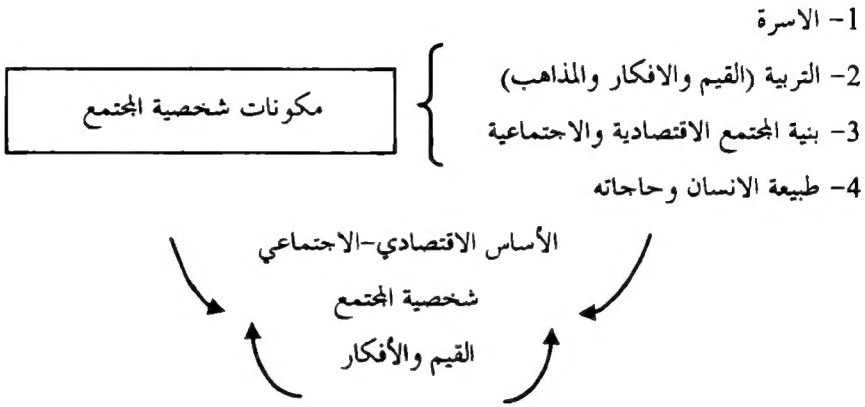 1- الاسرة
2- التربية (القيم والافكار والمذاهب)
مكونات شخصية المجتمع
3- بنية المجتمع الاقتصادية والاجتماعية
4- طبيعة الانسان وحاجاته
الأساس الاقتصادي-الاجتماعي
شخصية المجتمع
القيم والأفكار